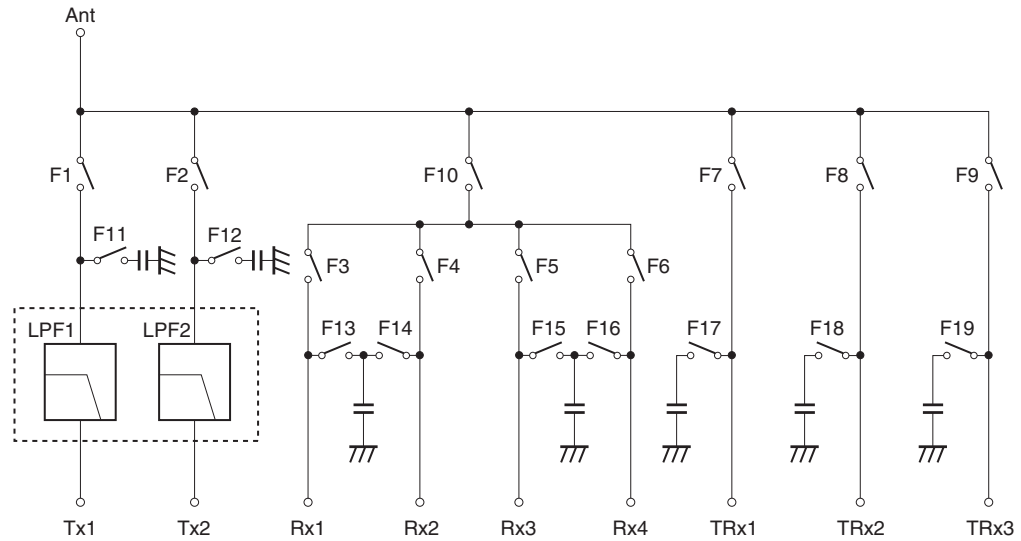 Ant
F1
F2
F10
F7
F8
F9
F11
F12
F3
F4
F5
F6
LPF1
LPF2
F13
F14
F15
F16
F17
F18
F19
Tx1
Tx2
Rx1
Rx2
Rx3
Rx4
TRx1
TRx2
TRx3